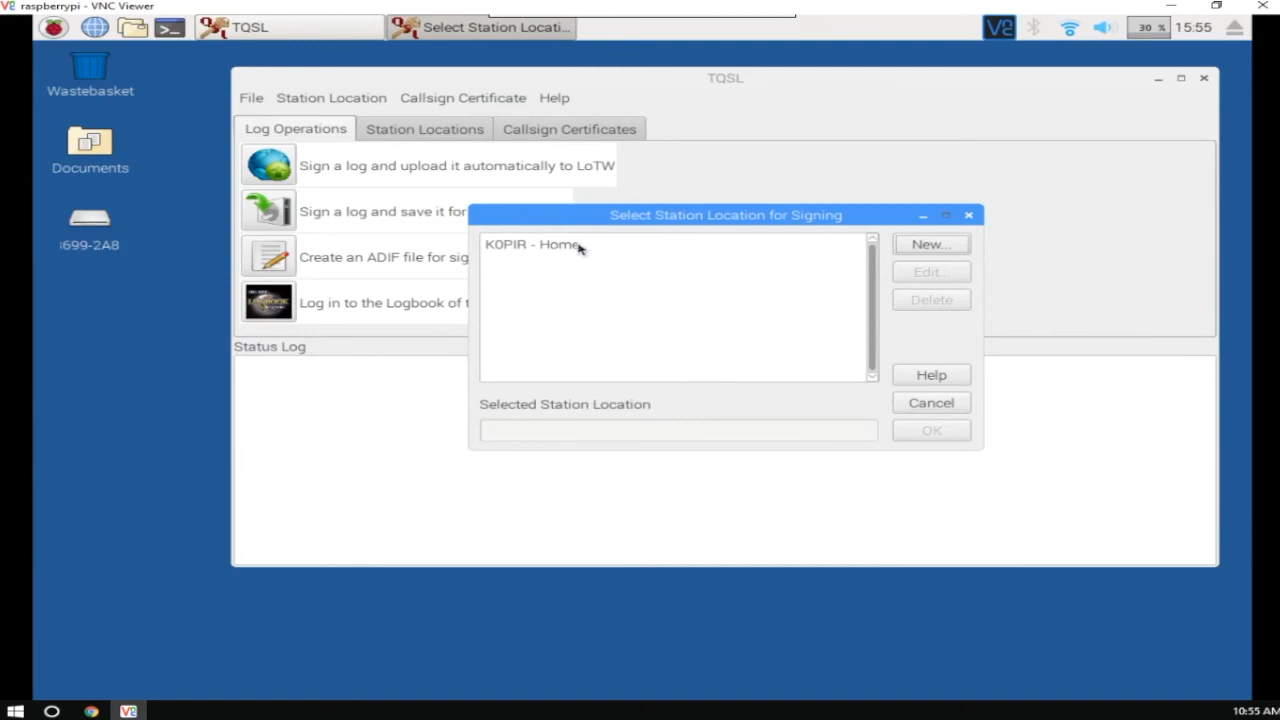 raspberrypi - VNC Viewer
TQSL
Select Station Locati...
30 %
15:55
Wastebasket
Documents
TQSL
File Station Location Callsign Certificate Help
Log Operations Station Locations Callsign Certificates
Sign a log and upload it automatically to LoTW
Sign a log and save it for
Create an ADIF file for sig
Log in to the Logbook of t
Status Log
Select Station Location for Signing
K0PIR - Home
New...
Edit...
Delete
Help
Selected Station Location
Cancel
OK
10:55 AM